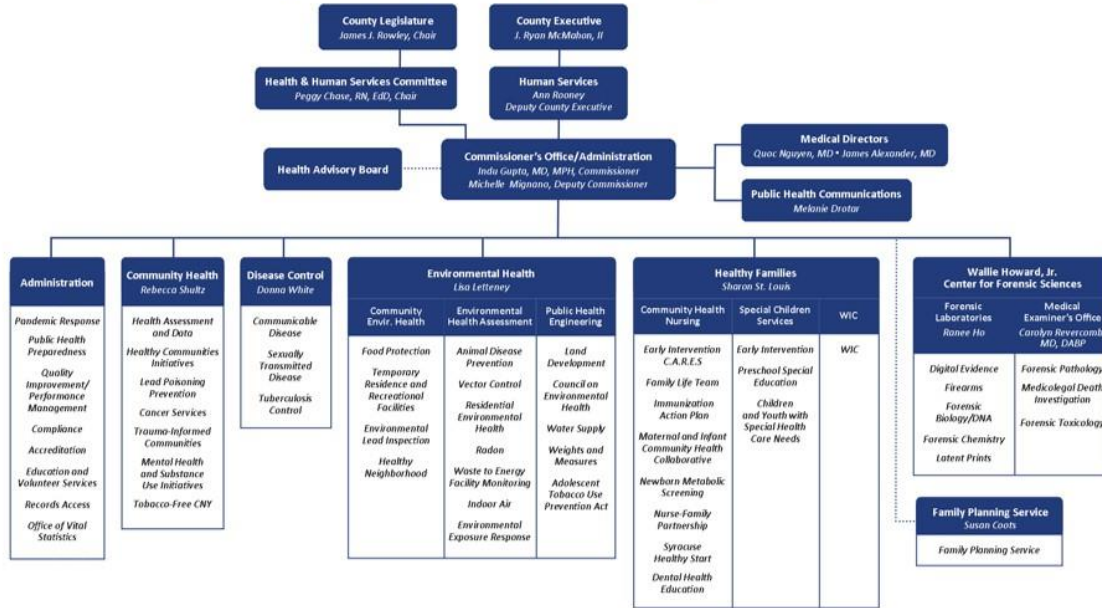 County Legislature
James J. Rowley, Chair
County Executive
J. Ryan McMahon, II
Health & Human Services Committee
Peggy Chase, RN, EdD, Chair
Human Services
Ann Rooney
Deputy County Executive
Health Advisory Board
Commissioner's Office/Administration
Indu Gupta, MD, MPH, Commissioner
Michelle Mignano, Deputy Commissioner
Medical Directors
Quoc Nguyen, MD • James Alexander, MD
Public Health Communications
Melanie Drotar
Administration
Pandemic Response
Public Health
Preparedness
Quality
Improvement/
Performance
Management
Compliance
Accreditation
Education and
Volunteer Services
Records Access
Office of Vital
Statistics
Community Health
Rebecca Shultz
Health Assessment
and Data
Healthy Communities
Initiatives
Lead Poisoning
Prevention
Cancer Services
Trauma-Informed
Communities
Mental Health
and Substance
Use Initiatives
Tobacco-Free CNY
Disease Control
Donna White
Communicable
Disease
Sexually
Transmitted
Disease
Tuberculosis
Control
Environmental Health
Lisa Letteney
Community
Envir. Health
Food Protection
Temporary
Residence and
Recreational
Facilities
Environmental
Lead Inspection
Healthy
Neighborhood
Environmental
Health Assessment
Animal Disease
Prevention
Vector Control
Residential
Environmental
Health
Radon
Waste to Energy
Facility Monitoring
Indoor Air
Environmental
Exposure Response
Public Health
Engineering
Land
Development
Council on
Environmental
Health
Water Supply
Weights and
Measures
Adolescent
Tobacco Use
Prevention Act
Healthy Families
Sharon St. Louis
Community Health
Nursing
Early Intervention
C.A.R.E.S
Family Life Team
Immunization
Action Plan
Maternal and Infant
Community Health
Collaborative
Newborn Metabolic
Screening
Nurse-Family
Partnership
Syracuse
Healthy Start
Dental Health
Education
Special Children
Services
Early Intervention
Preschool Special
Education
Children
and Youth with
Special Health
Care Needs
WIC
WIC
Wallie Howard, Jr.
Center for Forensic Sciences
Forensic
Laboratories
Ranee Ho
Digital Evidence
Firearms
Forensic
Biology/DNA
Forensic Chemistry
Latent Prints
Medical
Examiner's Office
Carolyn Revercomb
MD, DABP
Forensic Pathology
Medicolegal Death
Investigation
Forensic Toxicology
Family Planning Service
Susan Coots
Family Planning Service